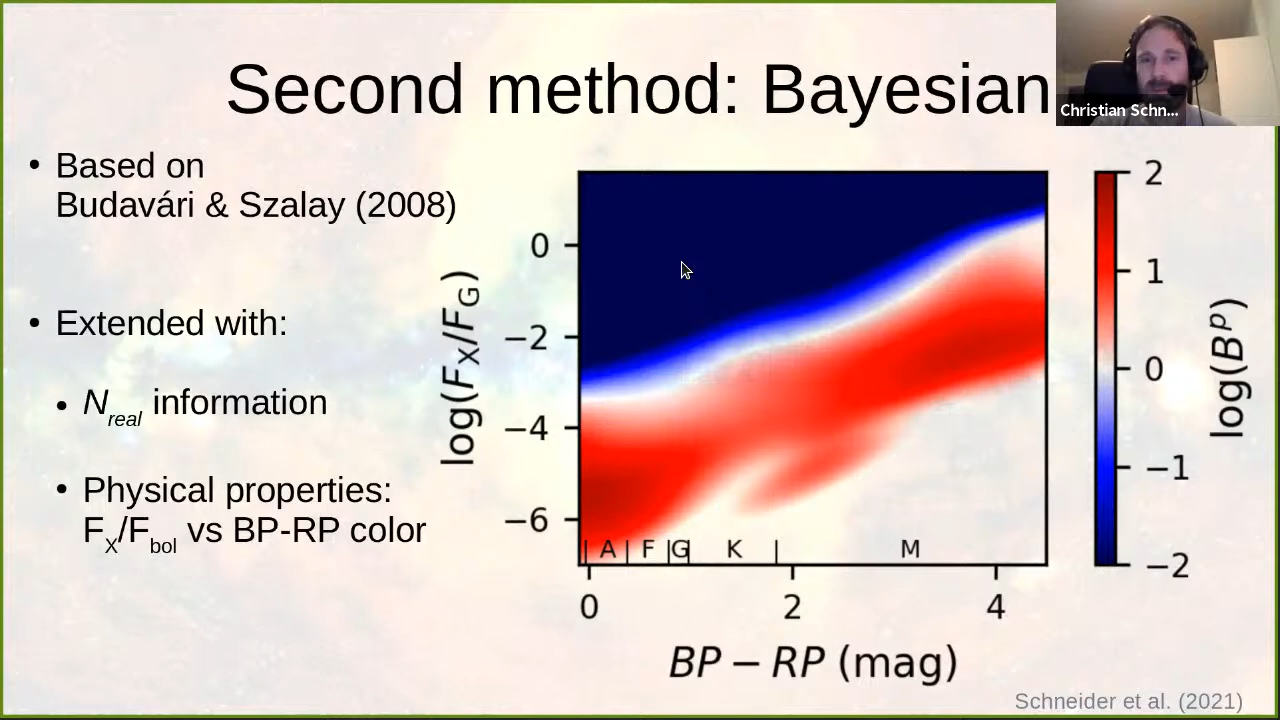 Second method: Bayesian
Christian Schn...
• Based on
Budavári & Szalay (2008)
• Extended with:
• N_real information
• Physical properties:
F_X/F_bol vs BP-RP color
log(F_X/F_G)
0
−2
−4
−6
A | F | G | K | M
0 2 4
BP − RP (mag)
2
1
0
−1
−2
log(B^p)
Schneider et al. (2021)